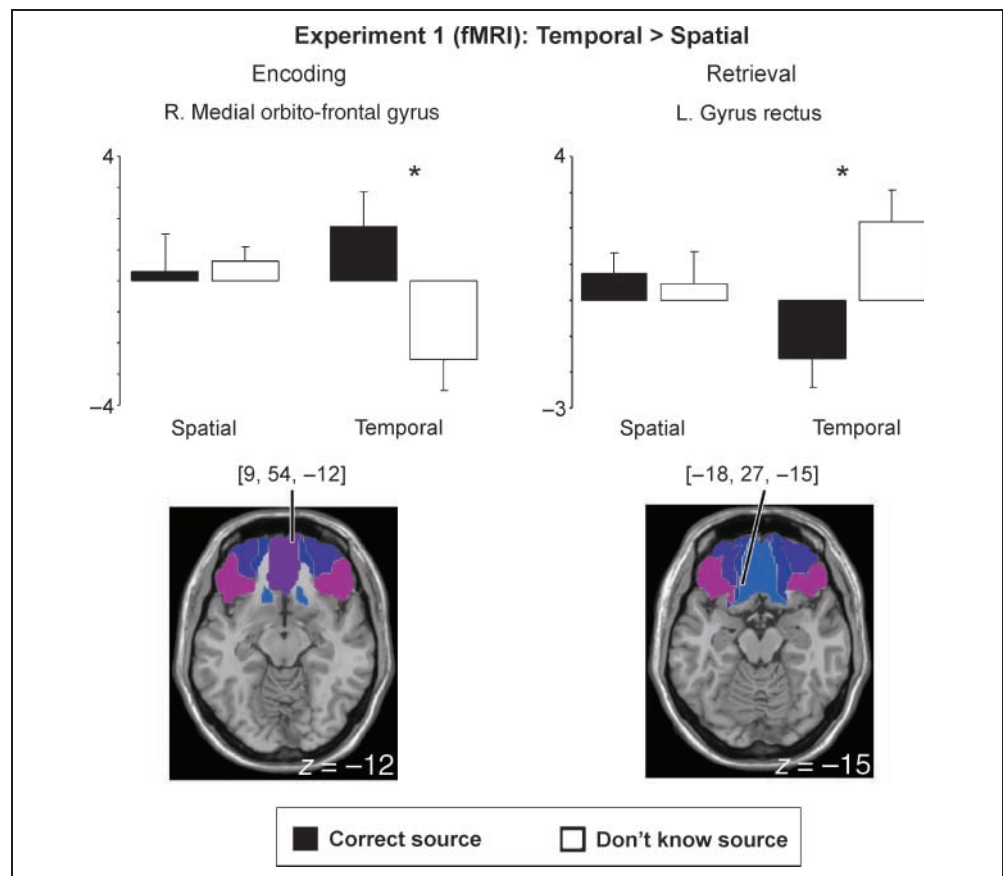 Experiment 1 (fMRI): Temporal > Spatial
Encoding
R. Medial orbito-frontal gyrus
4
*
–4
Spatial
Temporal
[9, 54, –12]
z = –12
Retrieval
L. Gyrus rectus
4
*
–3
Spatial
Temporal
[–18, 27, –15]
z = –15
Correct source
Don't know source